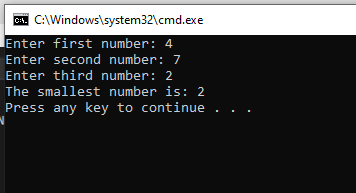 C:\Windows\system32\cmd.exe
Enter first number: 4
Enter second number: 7
Enter third number: 2
The smallest number is: 2
Press any key to continue . . .